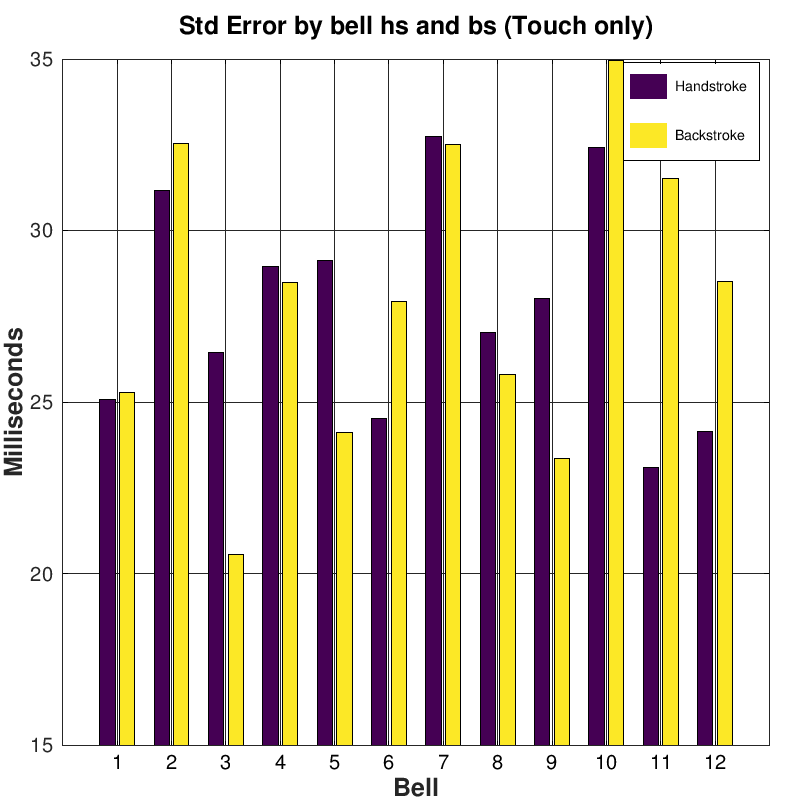 Std Error by bell hs and bs (Touch only)
35
30
25
20
15
Milliseconds
Handstroke
Backstroke
1 2 3 4 5 6 7 8 9 10 11 12
Bell